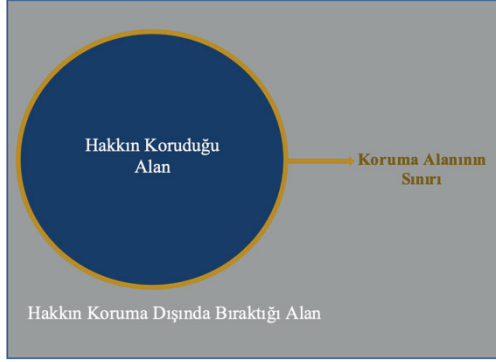 Hakkın Koruduğu
Alan
Koruma Alanının
Sınırı
Hakkın Koruma Dışında Bıraktığı Alan